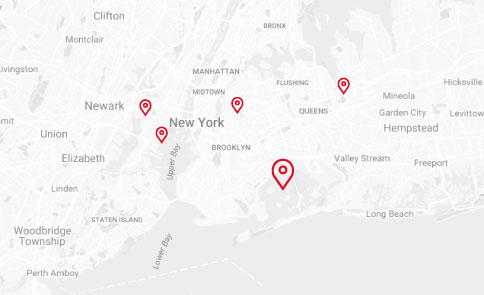 Clifton
BRONX
Montclair
Livingston
MANHATTAN
FLUSHING
Hicksville
MIDTOWN
Mineola
Newark
QUEENS
Garden City
Levittow
mmit
New York
Hempstead
Union
BROOKLYN
Elizabeth
Upper Bay
Valley Stream
Freeport
Linden
STATEN ISLAND
Long Beach
Woodbridge
Township
Lower Bay
Perth Amboy